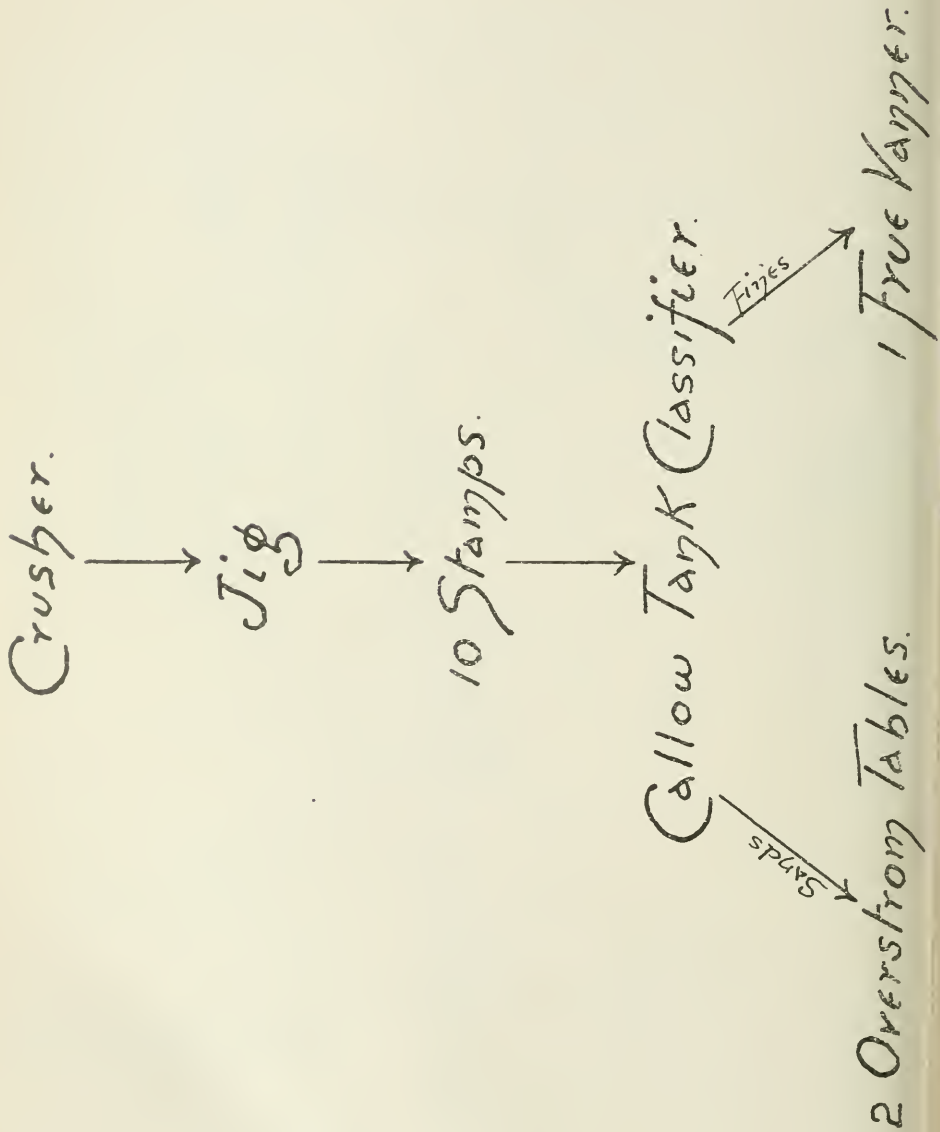 Crusher.
Jig
10 Stamps.
Callow Tank Classifier.
Sands
Fines
2 Overstrom Tables.
1 Frue Vanner.